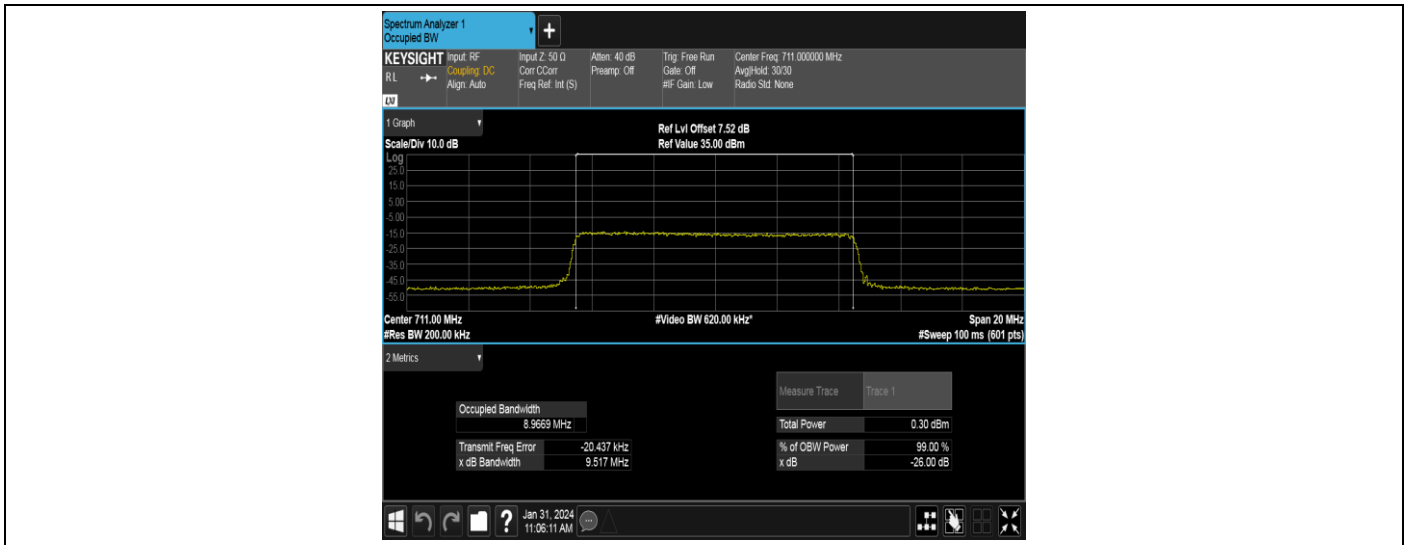 Spectrum Analyzer 1
Occupied BW
+
KEYSIGHT
RL
LXI
Input: RF
Coupling: DC
Align: Auto
Input Z: 50 Ω
Corr CCorr
Freq Ref: Int (S)
Atten: 40 dB
Preamp: Off
Trig: Free Run
Gate: Off
#IF Gain: Low
Center Freq: 711.000000 MHz
Avg|Hold: 30/30
Radio Std: None
1 Graph
Scale/Div 10.0 dB
Ref Lvl Offset 7.52 dB
Ref Value 35.00 dBm
Log
25.0
15.0
5.00
-5.00
-15.0
-25.0
-35.0
-45.0
-55.0
Center 711.00 MHz
#Video BW 620.00 kHz*
Span 20 MHz
#Res BW 200.00 kHz
#Sweep 100 ms (601 pts)
2 Metrics
Measure Trace Trace 1
Occupied Bandwidth
8.9669 MHz
Total Power 0.30 dBm
Transmit Freq Error -20.437 kHz
% of OBW Power 99.00 %
x dB Bandwidth 9.517 MHz
x dB -26.00 dB
?
Jan 31, 2024
11:06:11 AM